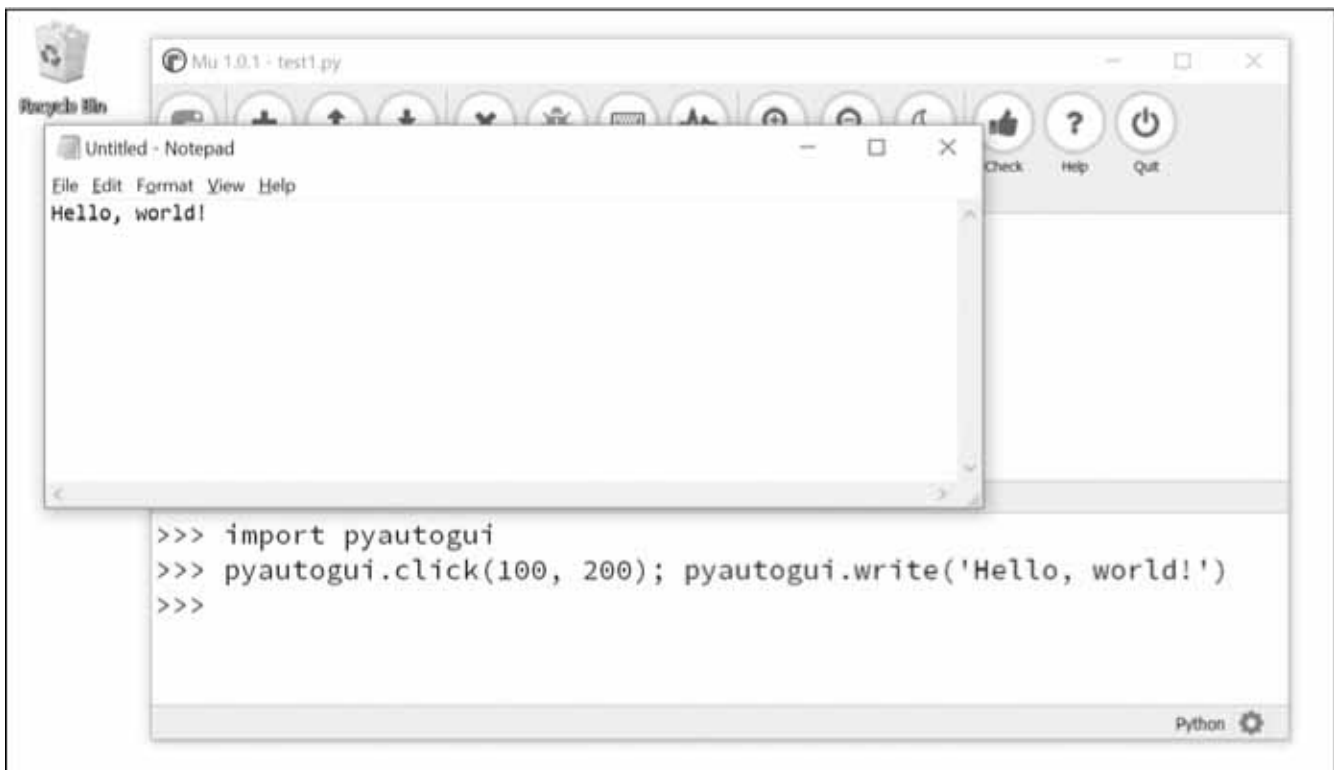 Recycle Bin
Mu 1.0.1 - test1.py
Check Help Quit
Untitled - Notepad
File Edit Format View Help
Hello, world!
>>> import pyautogui
>>> pyautogui.click(100, 200); pyautogui.write('Hello, world!')
>>>
Python